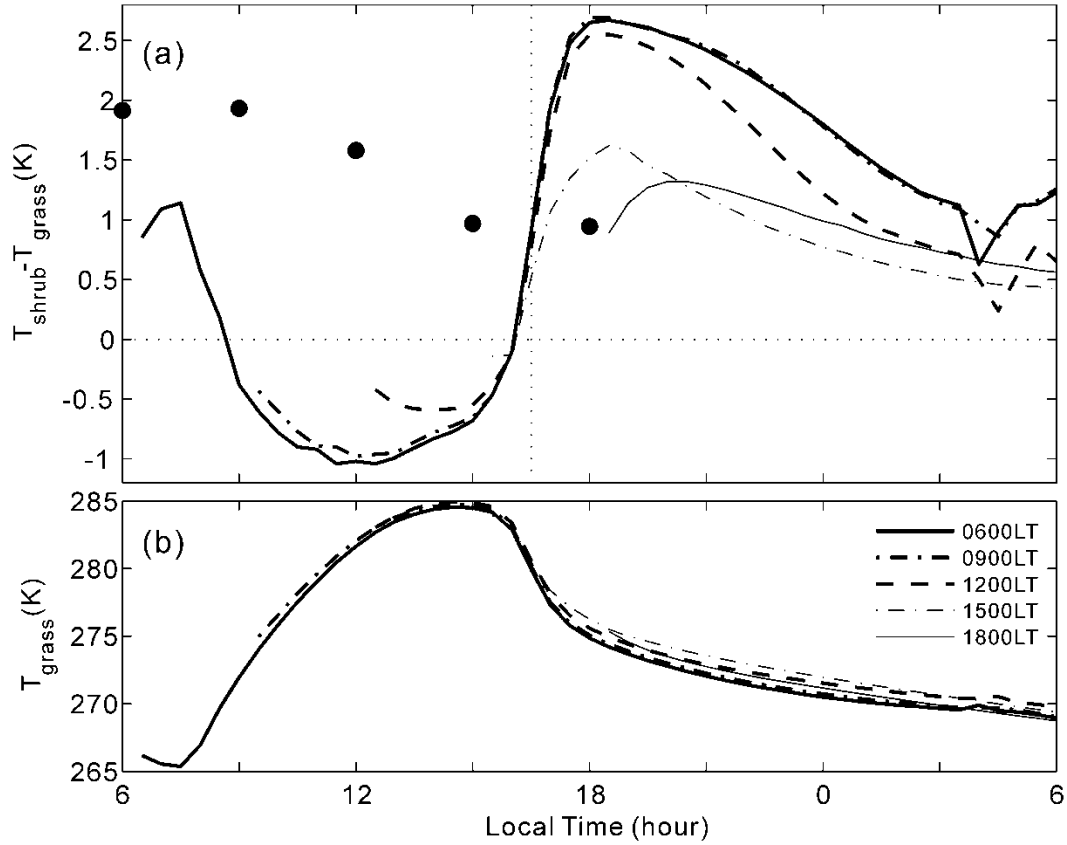 (a)
2.5
2
1.5
1
0.5
0
-0.5
-1
T_shrub-T_grass(K)
(b)
285
280
275
270
265
T_grass(K)
0600LT
0900LT
1200LT
1500LT
1800LT
6 12 18 0 6
Local Time (hour)